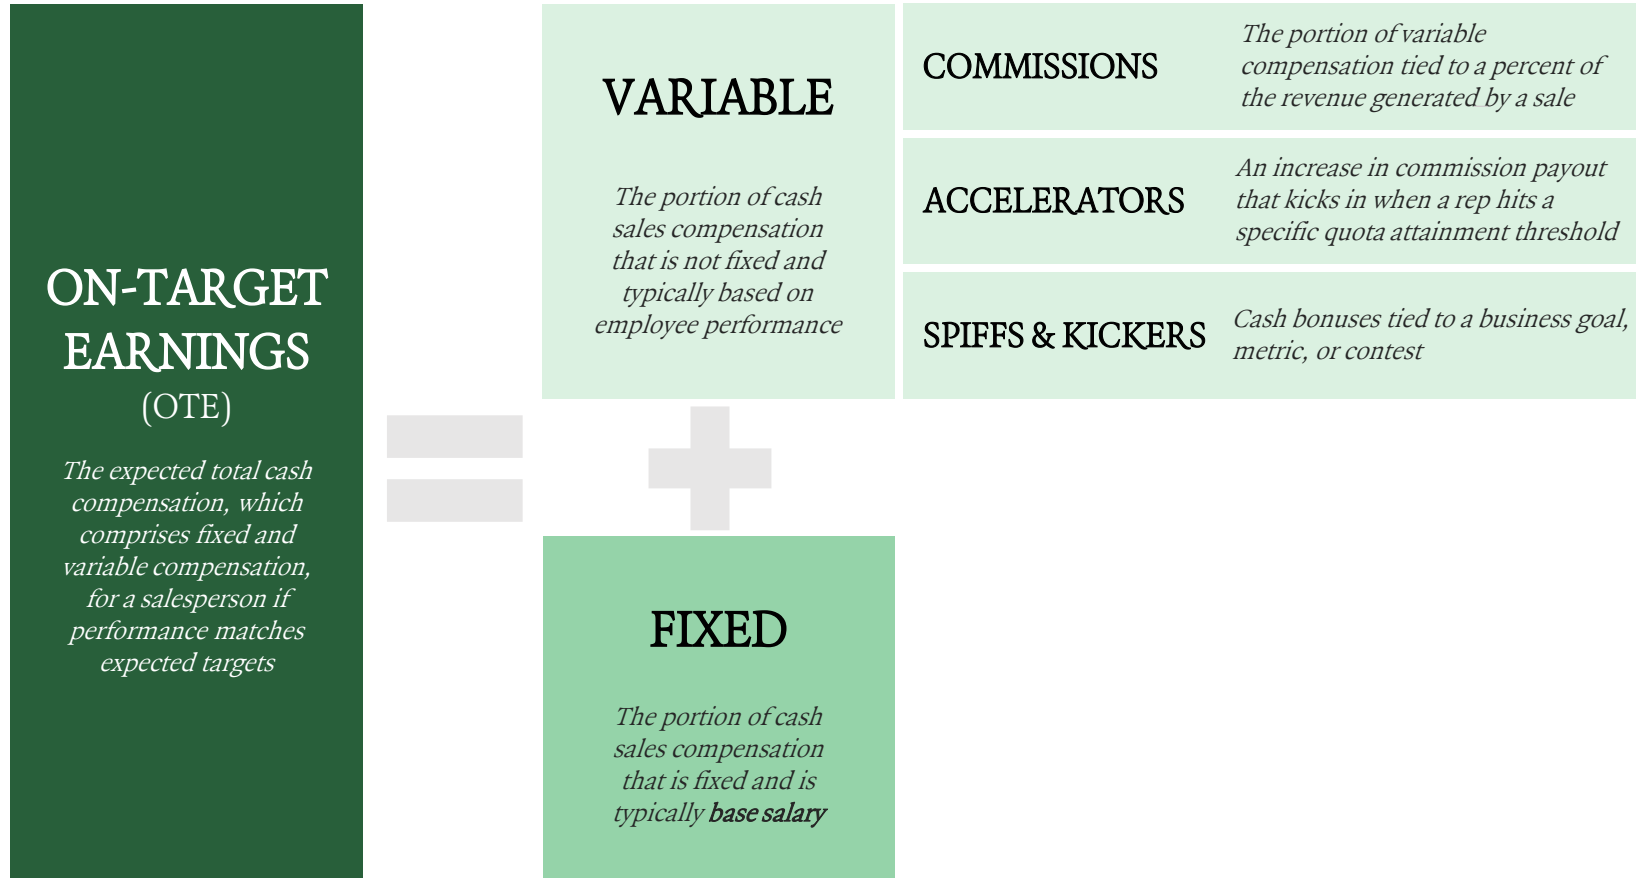 ON-TARGET
EARNINGS
(OTE)
The expected total cash
compensation, which
comprises fixed and
variable compensation,
for a salesperson if
performance matches
expected targets
VARIABLE
The portion of cash
sales compensation
that is not fixed and
typically based on
employee performance
COMMISSIONS
The portion of variable
compensation tied to a percent of
the revenue generated by a sale
ACCELERATORS
An increase in commission payout
that kicks in when a rep hits a
specific quota attainment threshold
SPIFFS & KICKERS
Cash bonuses tied to a business goal,
metric, or contest
FIXED
The portion of cash
sales compensation
that is fixed and is
typically base salary